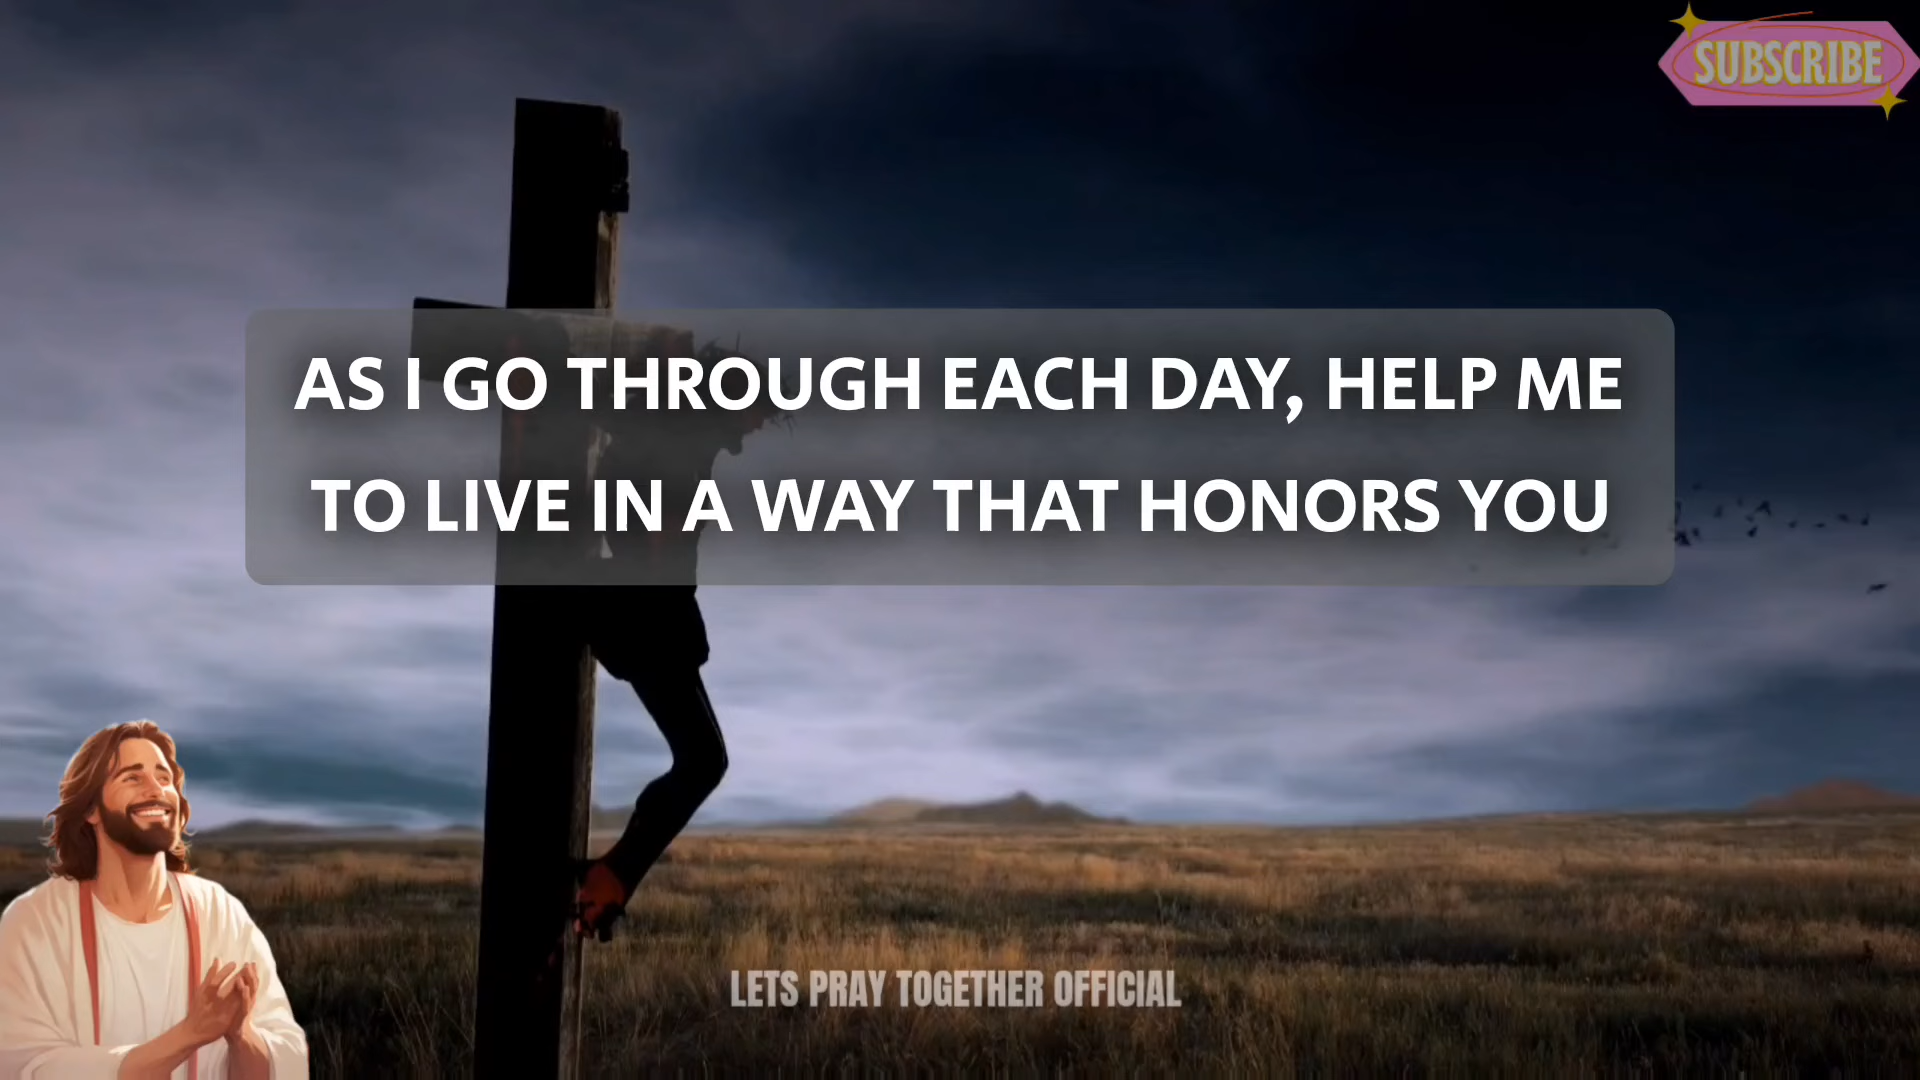 SUBSCRIBE
AS I GO THROUGH EACH DAY, HELP ME
TO LIVE IN A WAY THAT HONORS YOU
LETS PRAY TOGETHER OFFICIAL